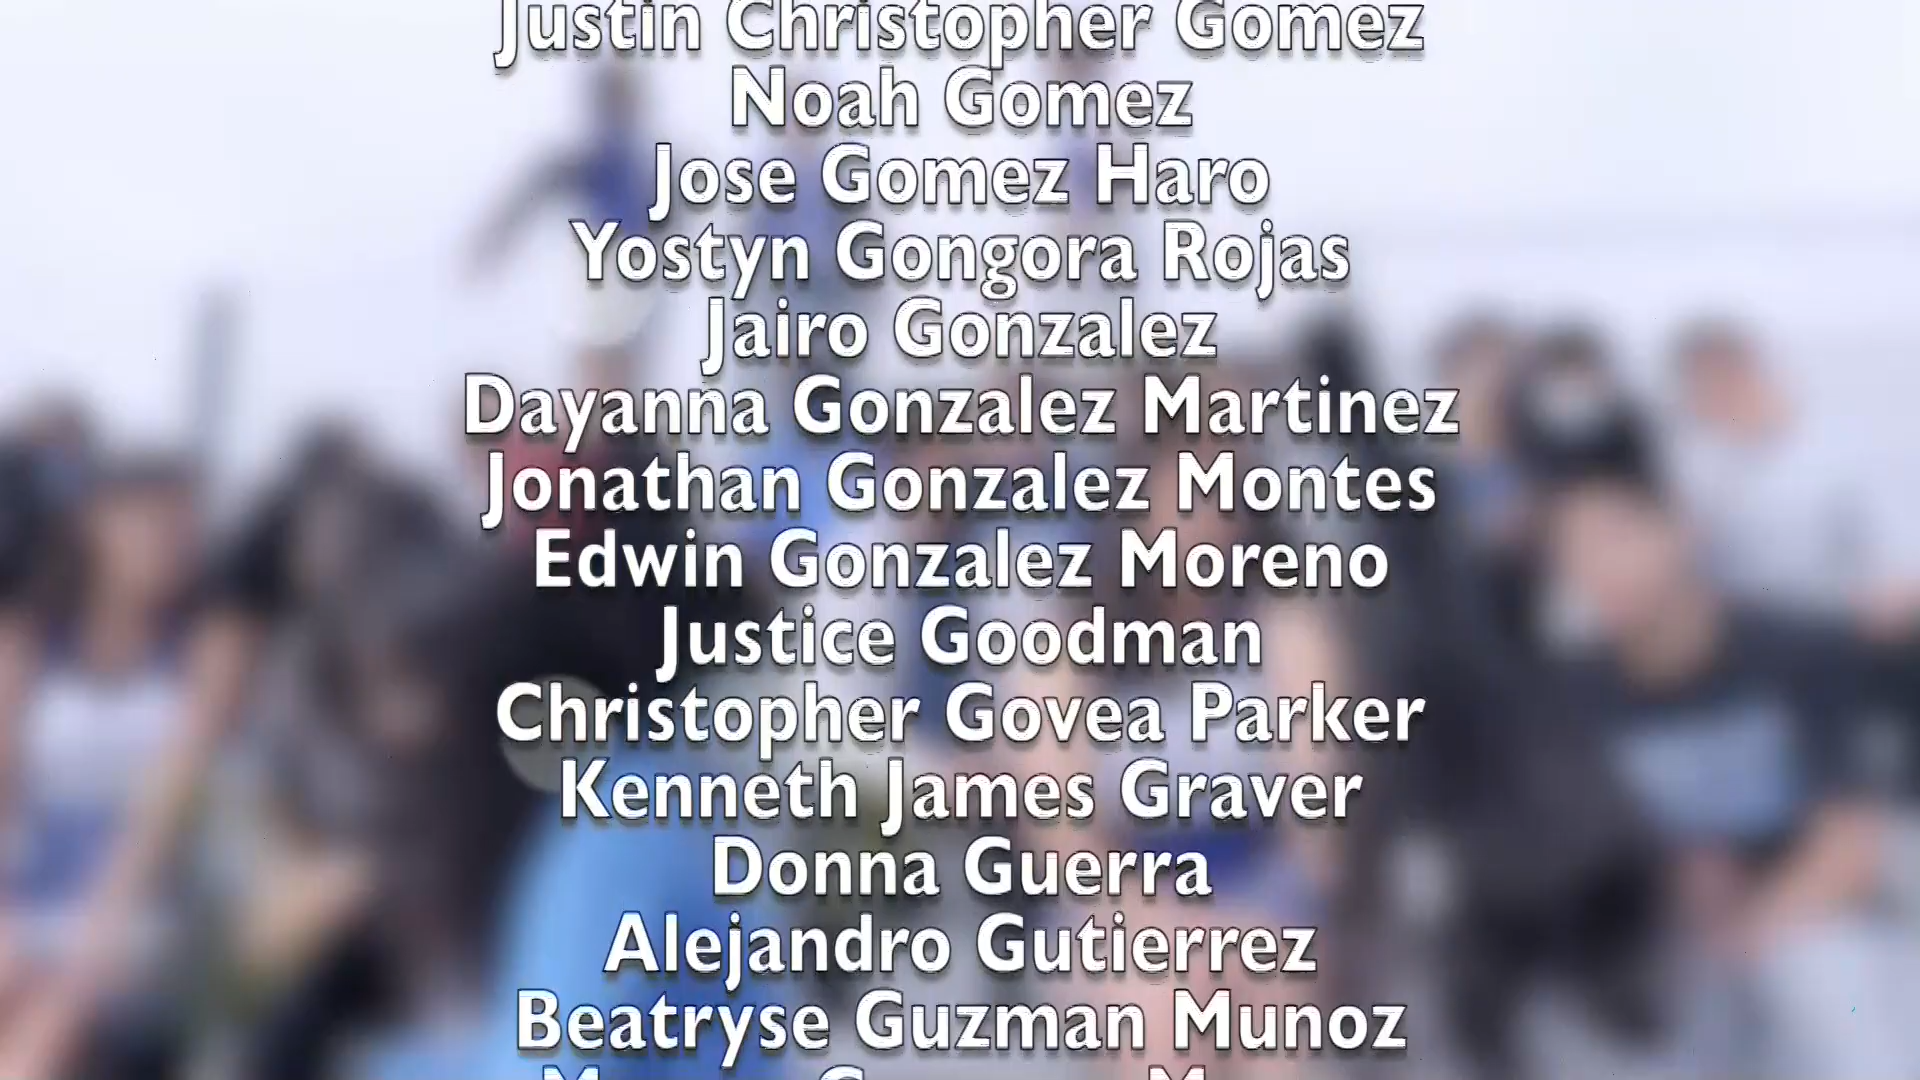 Justin Christopher Gomez
Noah Gomez
Jose Gomez Haro
Yostyn Gongora Rojas
Jairo Gonzalez
Dayanna Gonzalez Martinez
Jonathan Gonzalez Montes
Edwin Gonzalez Moreno
Justice Goodman
Christopher Govea Parker
Kenneth James Graver
Donna Guerra
Alejandro Gutierrez
Beatryse Guzman Munoz